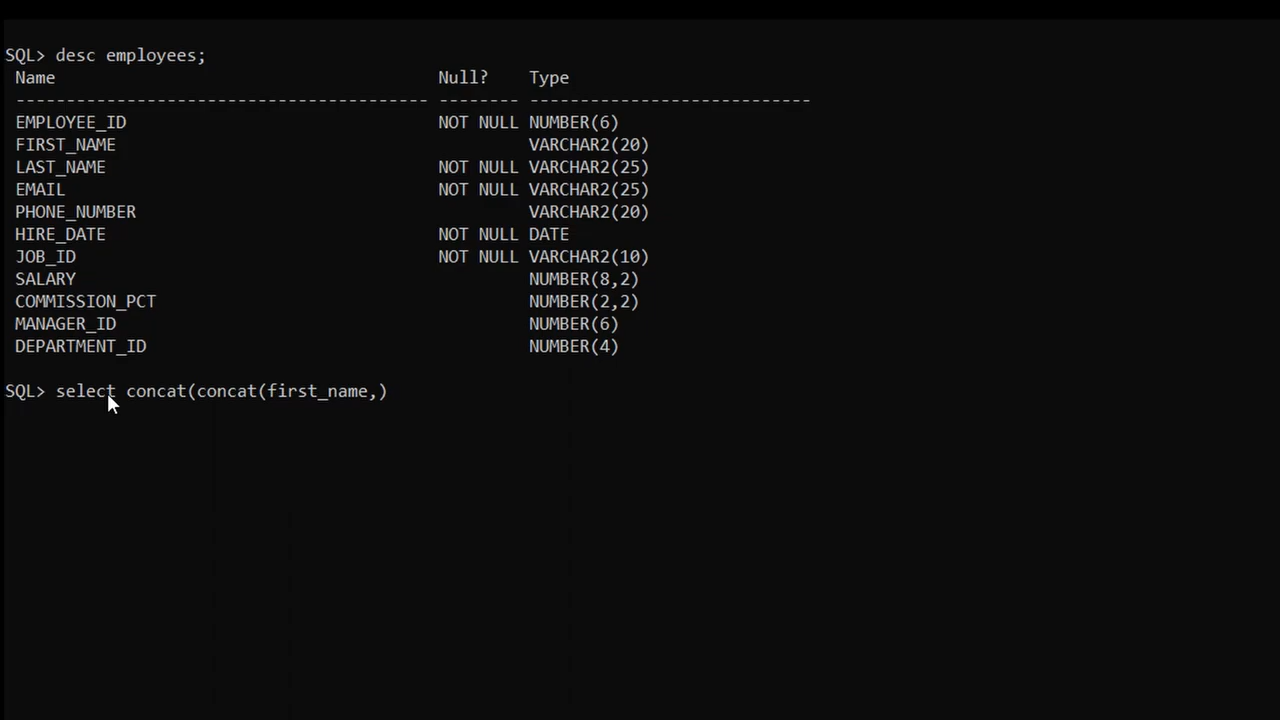 SQL> desc employees;
Name Null? Type
----------------------------------------- -------- ----------------------------
EMPLOYEE_ID NOT NULL NUMBER(6)
FIRST_NAME VARCHAR2(20)
LAST_NAME NOT NULL VARCHAR2(25)
EMAIL NOT NULL VARCHAR2(25)
PHONE_NUMBER VARCHAR2(20)
HIRE_DATE NOT NULL DATE
JOB_ID NOT NULL VARCHAR2(10)
SALARY NUMBER(8,2)
COMMISSION_PCT NUMBER(2,2)
MANAGER_ID NUMBER(6)
DEPARTMENT_ID NUMBER(4)
SQL> select concat(concat(first_name,)